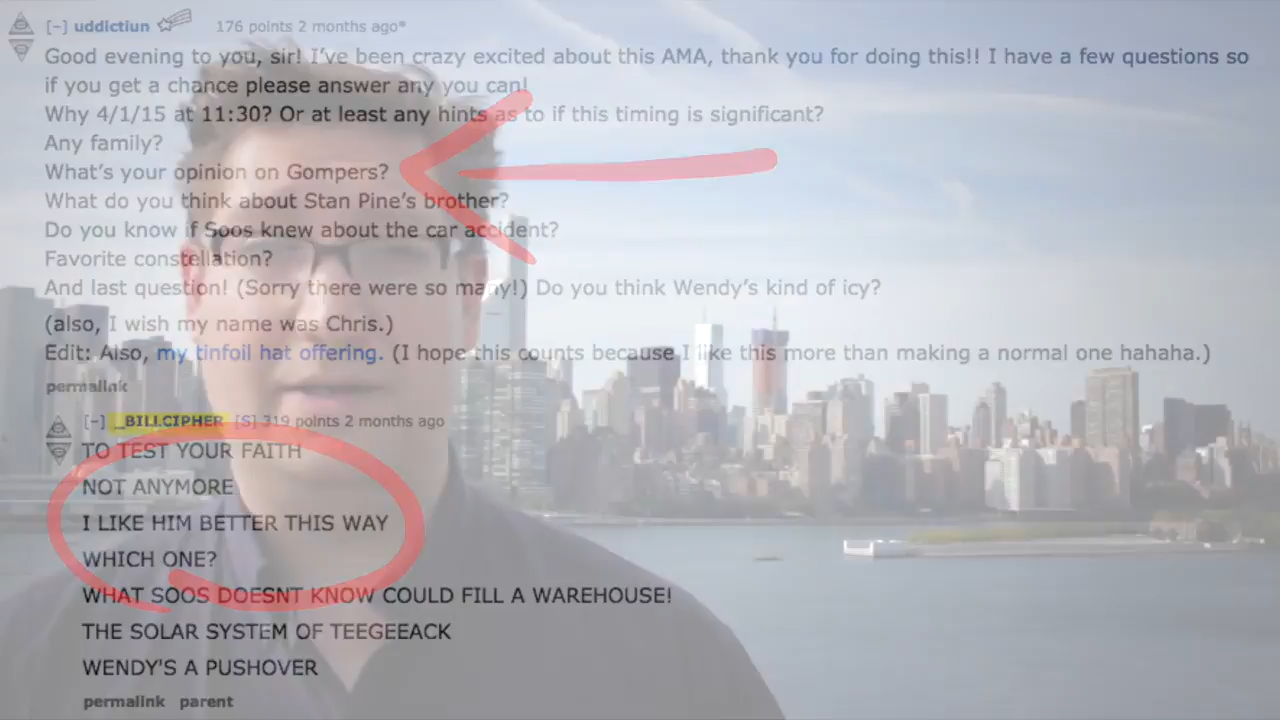 [−] uddictiun 176 points 2 months ago*
Good evening to you, sir! I've been crazy excited about this AMA, thank you for doing this!! I have a few questions so
if you get a chance please answer any you can!
Why 4/1/15 at 11:30? Or at least any hints as to if this timing is significant?
Any family?
What's your opinion on Gompers?
What do you think about Stan Pine's brother?
Do you know if Soos knew about the car accident?
Favorite constellation?
And last question! (Sorry there were so many!) Do you think Wendy's kind of icy?
(also, I wish my name was Chris.)
Edit: Also, my tinfoil hat offering. (I hope this counts because I like this more than making a normal one hahaha.)
permalink
[−] _BILLCIPHER [S] 319 points 2 months ago
TO TEST YOUR FAITH
NOT ANYMORE
I LIKE HIM BETTER THIS WAY
WHICH ONE?
WHAT SOOS DOESNT KNOW COULD FILL A WAREHOUSE!
THE SOLAR SYSTEM OF TEEGEEACK
WENDY'S A PUSHOVER
permalink parent